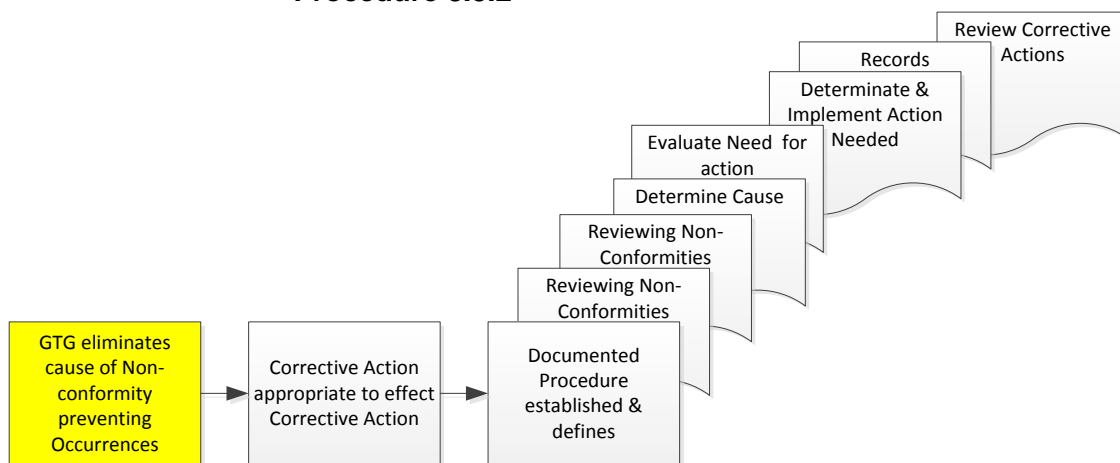 Review Corrective
Actions
Records
Determinate &
Implement Action
Needed
Evaluate Need for
action
Determine Cause
Reviewing Non-
Conformities
Reviewing Non-
Conformities
GTG eliminates
cause of Non-
conformity
preventing
Occurrences
Corrective Action
appropriate to effect
Corrective Action
Documented
Procedure
established &
defines